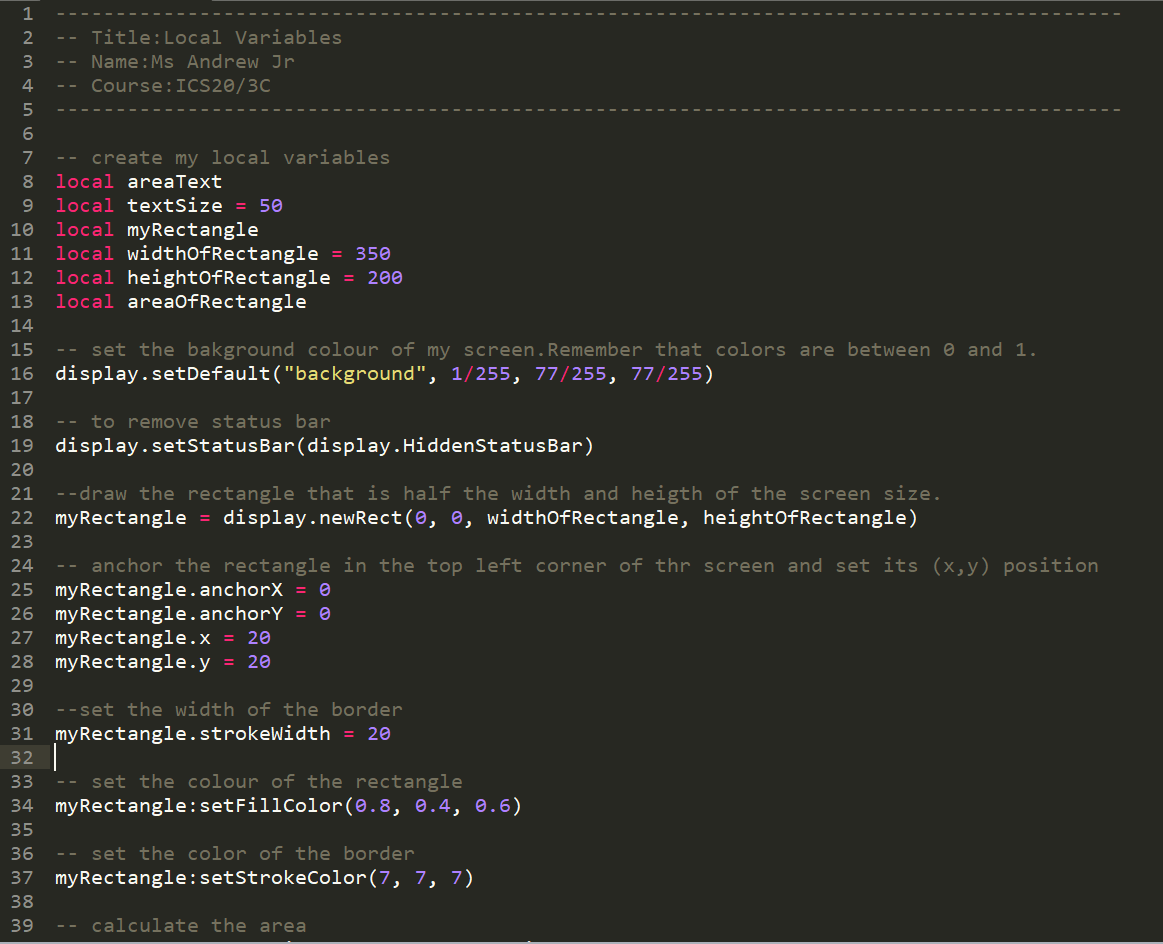 1 -----------------------------------------------------------------------------------------
2 -- Title:Local Variables
3 -- Name:Ms Andrew Jr
4 -- Course:ICS20/3C
5 -----------------------------------------------------------------------------------------
6
7 -- create my local variables
8 local areaText
9 local textSize = 50
10 local myRectangle
11 local widthOfRectangle = 350
12 local heightOfRectangle = 200
13 local areaOfRectangle
14
15 -- set the bakground colour of my screen.Remember that colors are between 0 and 1.
16 display.setDefault("background", 1/255, 77/255, 77/255)
17
18 -- to remove status bar
19 display.setStatusBar(display.HiddenStatusBar)
20
21 --draw the rectangle that is half the width and heigth of the screen size.
22 myRectangle = display.newRect(0, 0, widthOfRectangle, heightOfRectangle)
23
24 -- anchor the rectangle in the top left corner of thr screen and set its (x,y) position
25 myRectangle.anchorX = 0
26 myRectangle.anchorY = 0
27 myRectangle.x = 20
28 myRectangle.y = 20
29
30 --set the width of the border
31 myRectangle.strokeWidth = 20
32
33 -- set the colour of the rectangle
34 myRectangle:setFillColor(0.8, 0.4, 0.6)
35
36 -- set the color of the border
37 myRectangle:setStrokeColor(7, 7, 7)
38
39 -- calculate the area